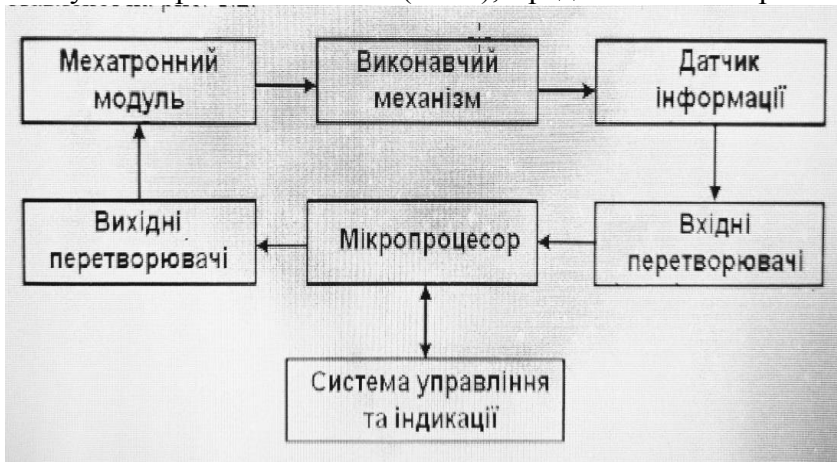 Мехатронний
модуль
Виконавчий
механізм
Датчик
інформації
Вихідні
перетворювачі
Мікропроцесор
Вхідні
перетворювачі
Система управління
та індикації